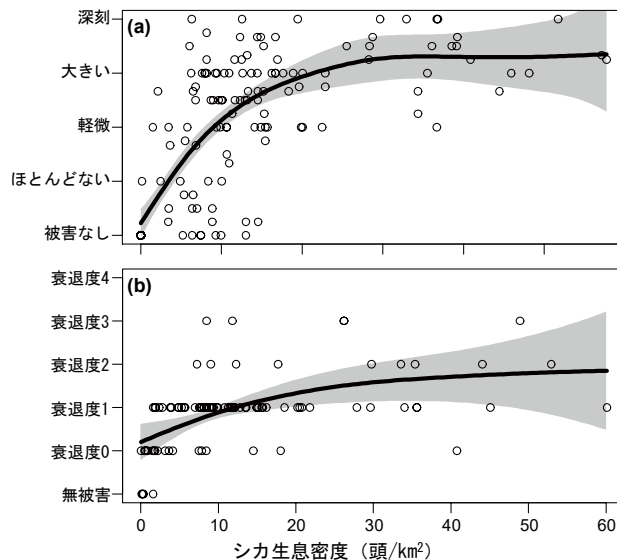 (a)
深刻
大きい
軽微
ほとんどない
被害なし
(b)
衰退度4
衰退度3
衰退度2
衰退度1
衰退度0
無被害
0 10 20 30 40 50 60
シカ生息密度（頭/km²）